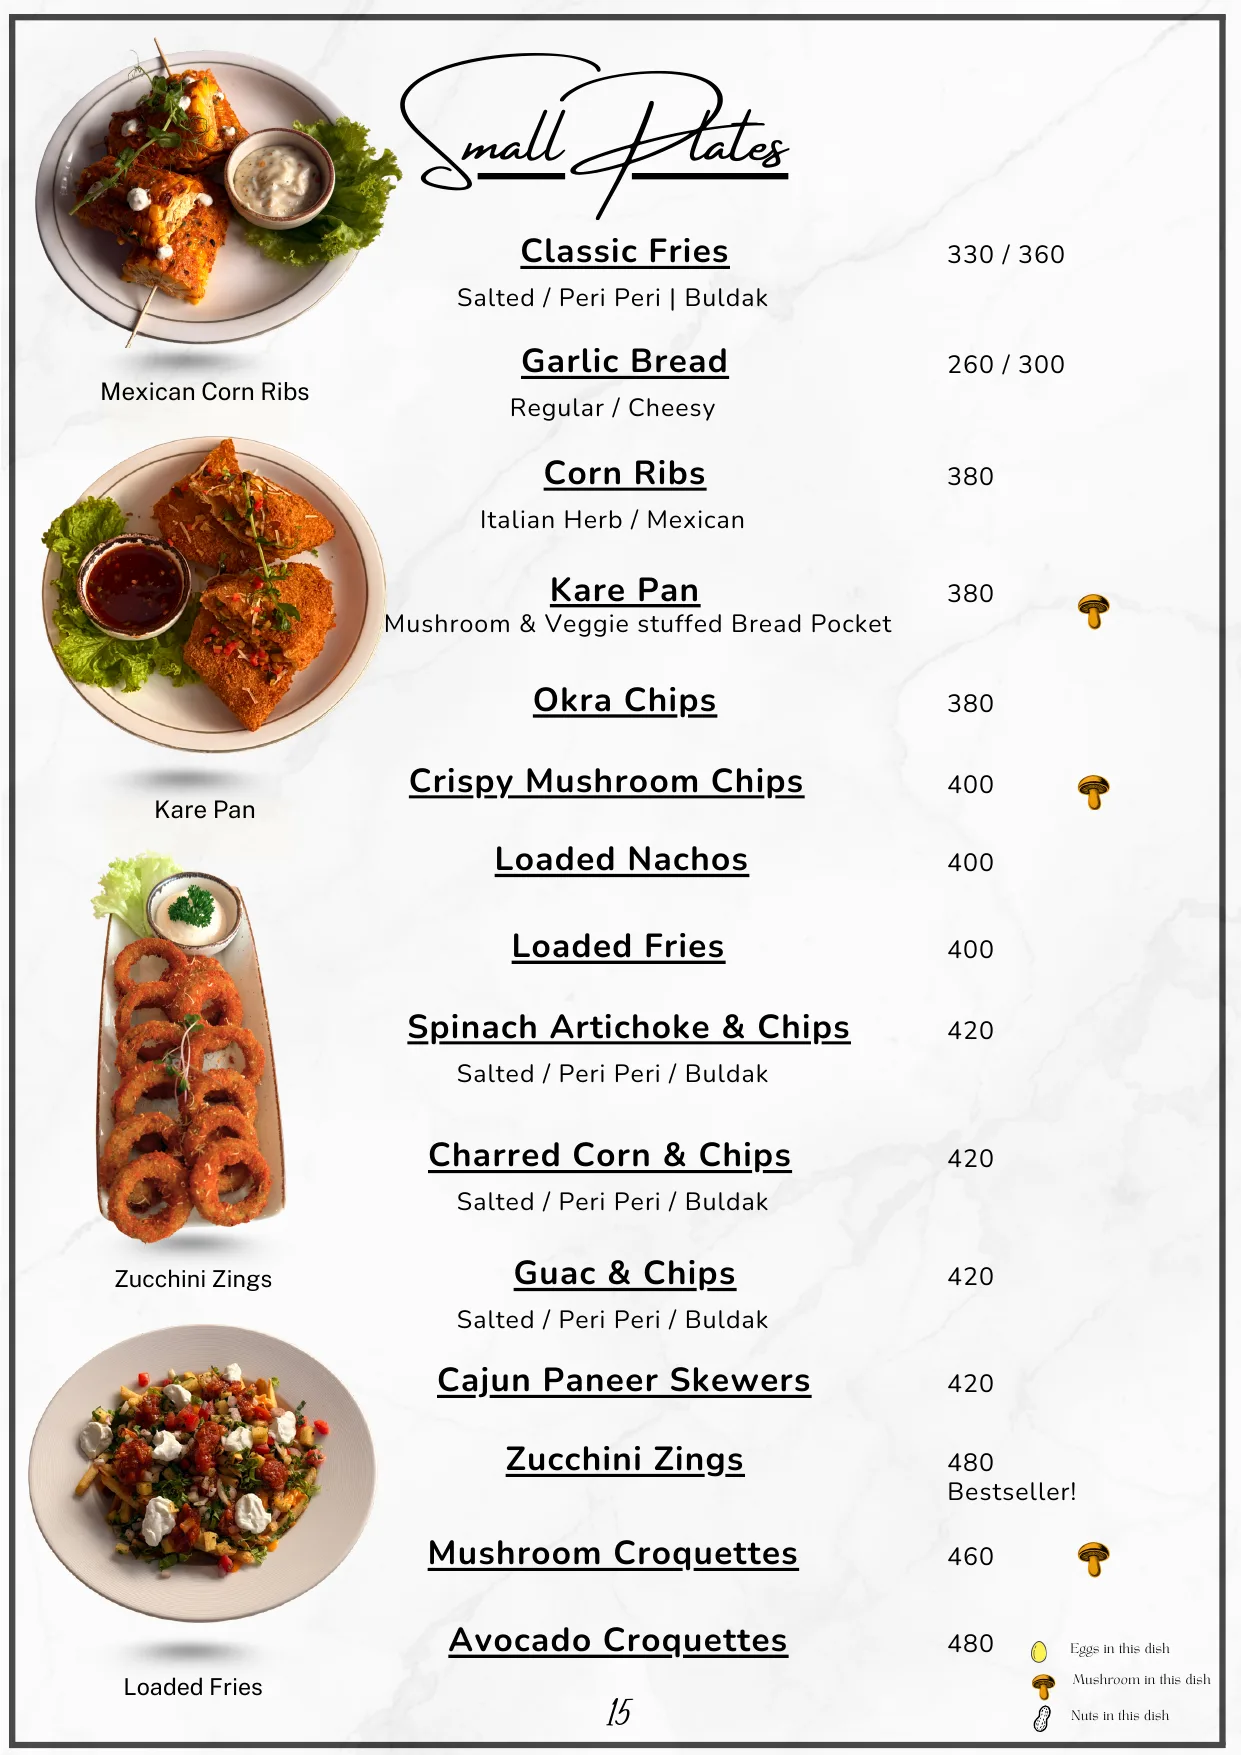 Small Plates
Classic Fries
330 / 360
Salted / Peri Peri | Buldak
Garlic Bread
260 / 300
Regular / Cheesy
Corn Ribs
380
Italian Herb / Mexican
Kare Pan
380
Mushroom & Veggie stuffed Bread Pocket
Okra Chips
380
Crispy Mushroom Chips
400
Loaded Nachos
400
Loaded Fries
400
Spinach Artichoke & Chips
420
Salted / Peri Peri / Buldak
Charred Corn & Chips
420
Salted / Peri Peri / Buldak
Guac & Chips
420
Salted / Peri Peri / Buldak
Cajun Paneer Skewers
420
Zucchini Zings
480
Bestseller!
Mushroom Croquettes
460
Avocado Croquettes
480
Mexican Corn Ribs
Kare Pan
Zucchini Zings
Loaded Fries
Eggs in this dish
Mushroom in this dish
Nuts in this dish
15